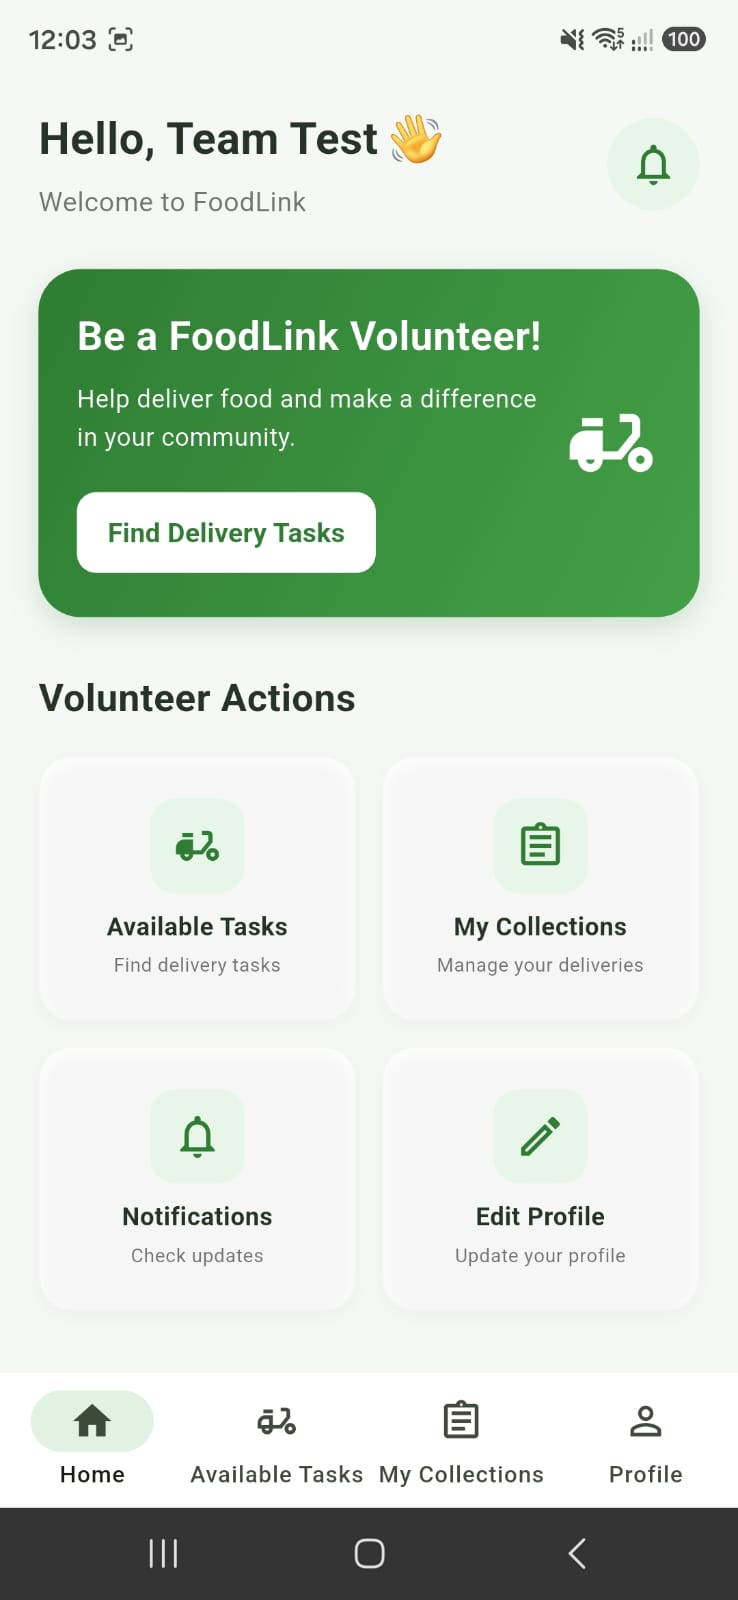 12:03
5
100
Hello, Team Test 👋
Welcome to FoodLink
Be a FoodLink Volunteer!
Help deliver food and make a difference
in your community.
Find Delivery Tasks
Volunteer Actions
Available Tasks
Find delivery tasks
My Collections
Manage your deliveries
Notifications
Check updates
Edit Profile
Update your profile
Home
Available Tasks
My Collections
Profile